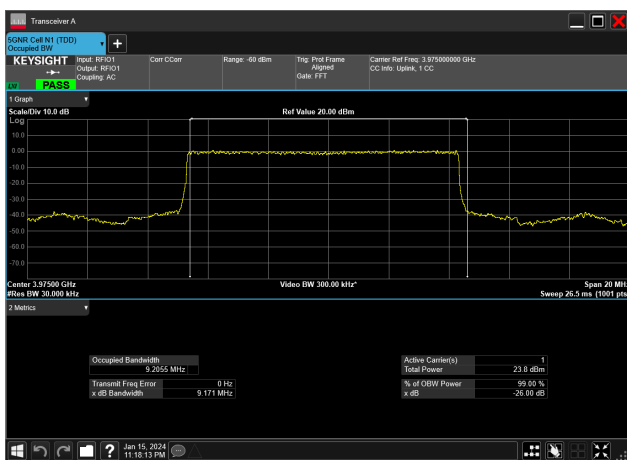 Transceiver A
5GNR Cell N1 (TDD)
Occupied BW
KEYSIGHT
LXI
PASS
Input: RFIO1
Output: RFIO1
Coupling: AC
Corr CCorr
Range: -60 dBm
Trig: Prot Frame
Aligned
Gate: FFT
Carrier Ref Freq: 3.975000000 GHz
CC Info: Uplink, 1 CC
1 Graph
Scale/Div 10.0 dB
Ref Value 20.00 dBm
Log
10.0
0.00
-10.0
-20.0
-30.0
-40.0
-50.0
-60.0
-70.0
Center 3.97500 GHz
Video BW 300.00 kHz*
Span 20 MHz
#Res BW 30.000 kHz
Sweep 26.5 ms (1001 pts
2 Metrics
Occupied Bandwidth
9.2055 MHz
Active Carrier(s) 1
Total Power 23.8 dBm
Transmit Freq Error 0 Hz
x dB Bandwidth 9.171 MHz
% of OBW Power 99.00 %
x dB -26.00 dB
Jan 15, 2024
11:18:13 PM